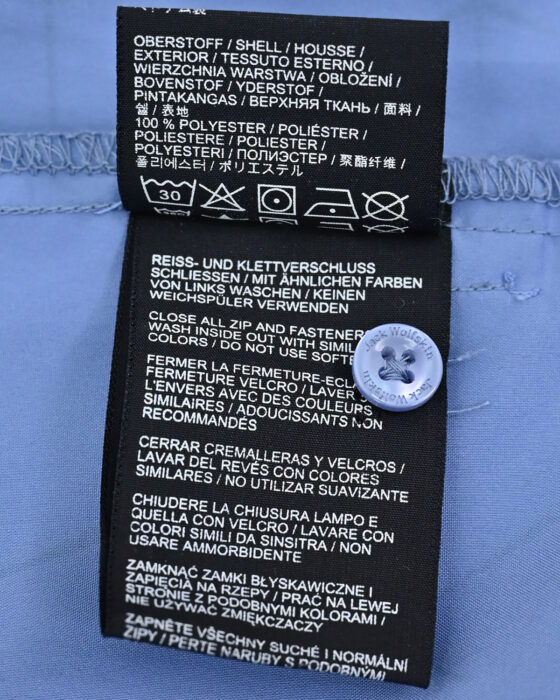 OBERSTOFF / SHELL / HOUSSE /
EXTERIOR / TESSUTO ESTERNO /
WIERZCHNIA WARSTWA / OBLOŽENÍ /
BOVENSTOF / YDERSTOF /
PINTAKANGAS / ВЕРХНЯЯ ТКАНЬ / 面料 /
쉘 / 表地
100 % POLYESTER / POLIÉSTER /
POLIESTERE / POLIESTER /
POLYESTERI / ПОЛИЭСТЕР / 聚酯纤维 /
폴리에스터 / ポリエステル
30
REISS- UND KLETTVERSCHLUSS
SCHLIESSEN / MIT ÄHNLICHEN FARBEN
VON LINKS WASCHEN / KEINEN
WEICHSPÜLER VERWENDEN
CLOSE ALL ZIP AND FASTENER
WASH INSIDE OUT WITH SIMIL
COLORS / DO NOT USE SOFTE
FERMER LA FERMETURE-ECLA
FERMETURE VELCRO / LAVER
L'ENVERS AVEC DES COULEURS
SIMILAIRES / ADOUCISSANTS NON
RECOMMANDÉS
CERRAR CREMALLERAS Y VELCROS /
LAVAR DEL REVÉS CON COLORES
SIMILARES / NO UTILIZAR SUAVIZANTE
CHIUDERE LA CHIUSURA LAMPO E
QUELLA CON VELCRO / LAVARE CON
COLORI SIMILI DA SINSITRA / NON
USARE AMMORBIDENTE
ZAMKNĄĆ ZAMKI BŁYSKAWICZNE I
ZAPIĘCIA NA RZEPY / PRAĆ NA LEWEJ
STRONIE Z PODOBNYMI KOLORAMI /
NIE UŻYWAĆ ZMIĘKCZACZY
ZAPNĚTE VŠECHNY SUCHÉ I NORMÁLNÍ
ZIPY / PERTE NARUBY S PODOBNÝMI
Jack Wolfskin
Jack Wolfskin